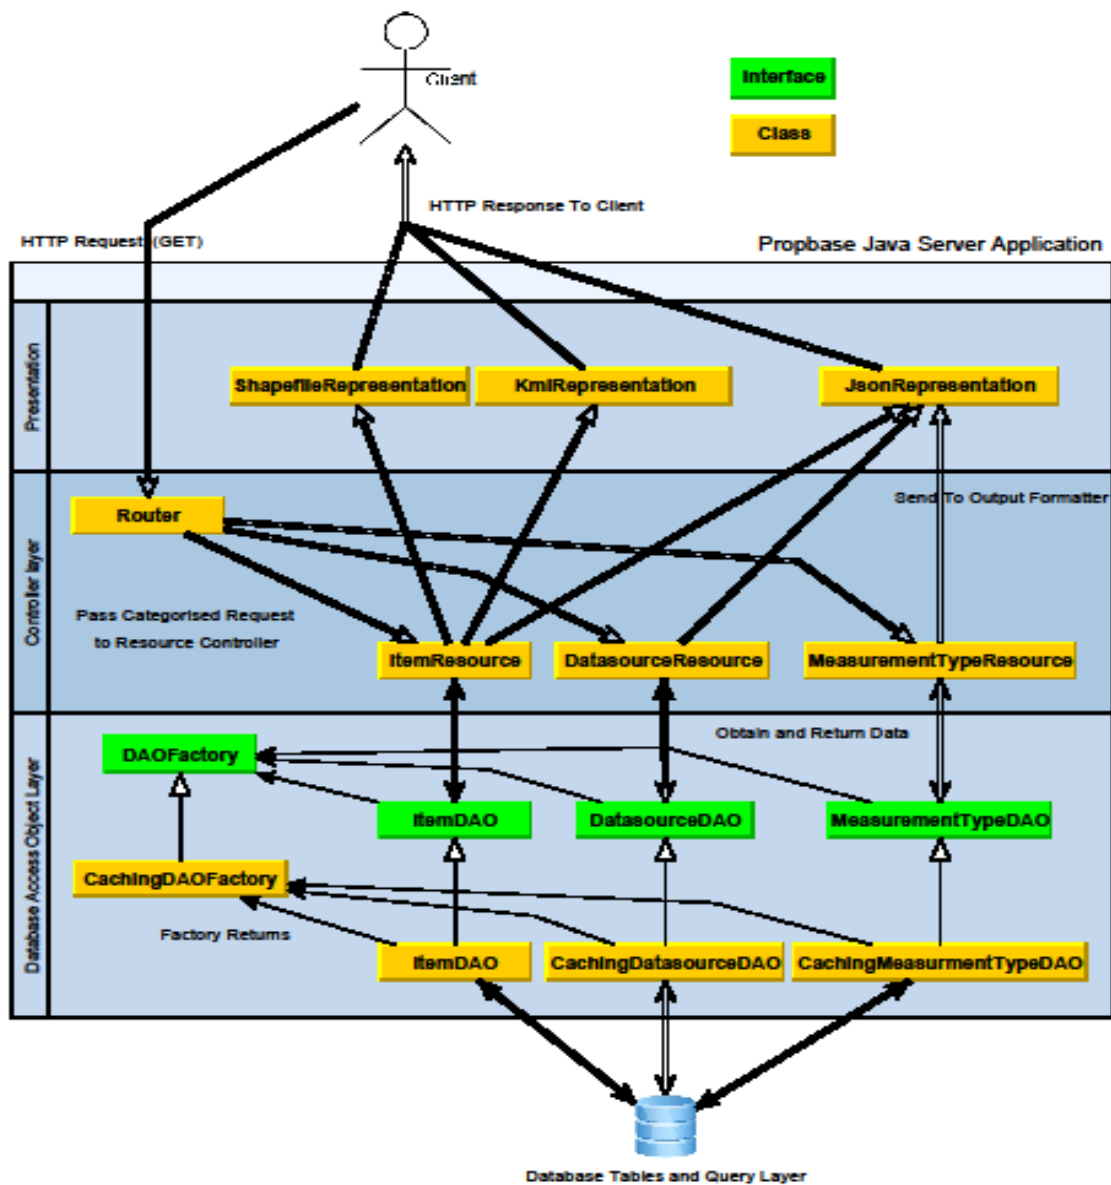 Client
Interface
Class
HTTP Response To Client
HTTP Request (GET)
Propbase Java Server Application
Presentation
ShapefileRepresentation
KmlRepresentation
JsonRepresentation
Controller layer
Router
Send To Output Formatter
Pass Categorised Request
to Resource Controller
ItemResource
DatasourceResource
MeasurementTypeResource
Database Access Object Layer
Obtain and Return Data
DAOFactory
ItemDAO
DatasourceDAO
MeasurementTypeDAO
CachingDAOFactory
Factory Returns
ItemDAO
CachingDatasourceDAO
CachingMeasurmentTypeDAO
Database Tables and Query Layer